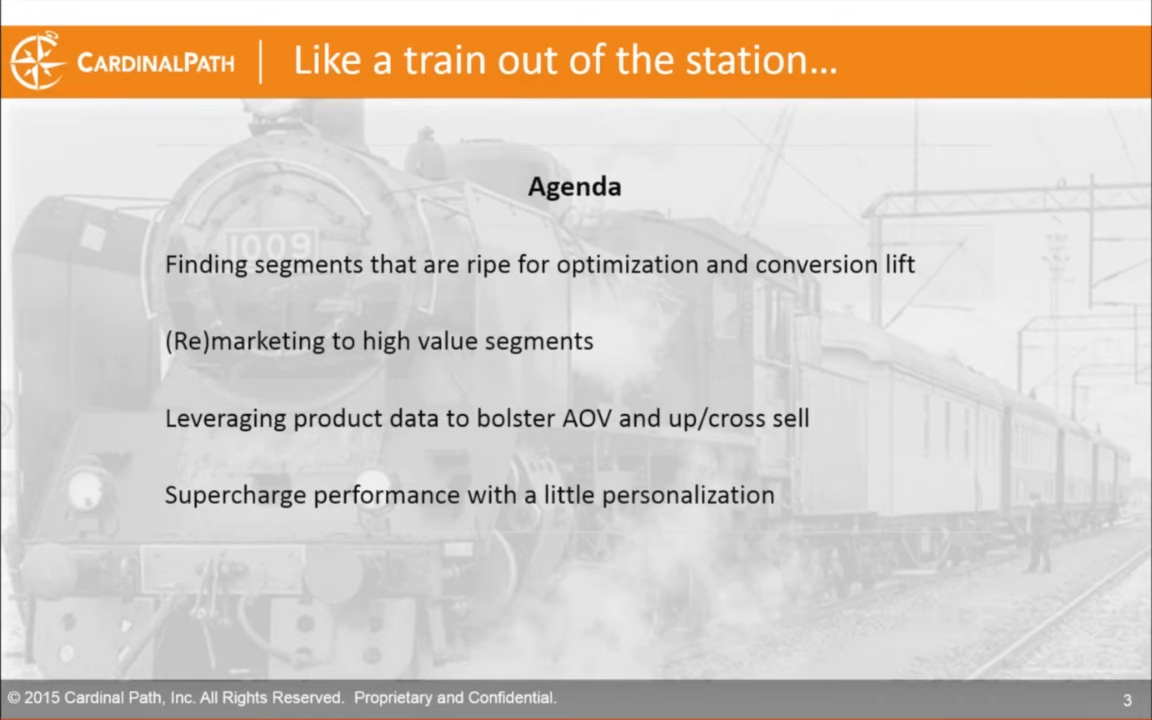 CARDINALPATH
Like a train out of the station...
Agenda
1009
Finding segments that are ripe for optimization and conversion lift
(Re)marketing to high value segments
Leveraging product data to bolster AOV and up/cross sell
Supercharge performance with a little personalization
© 2015 Cardinal Path, Inc. All Rights Reserved. Proprietary and Confidential.
3